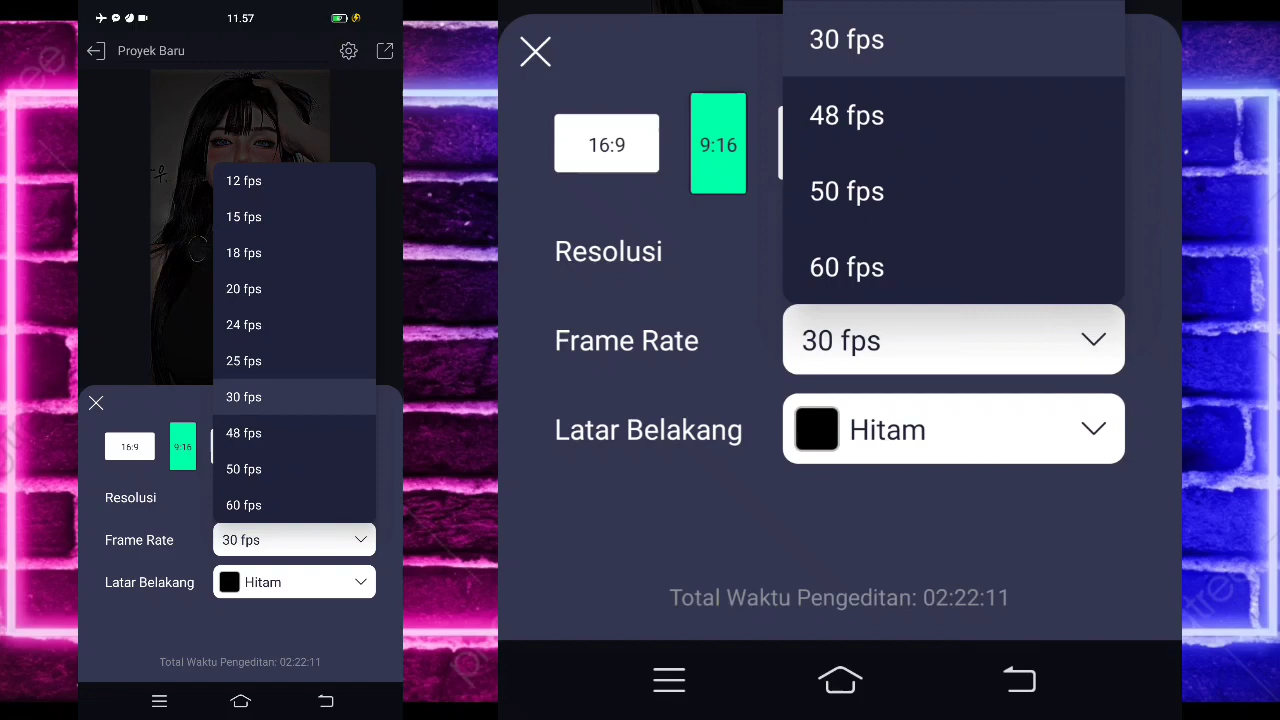 11.57
Proyek Baru
12 fps
15 fps
18 fps
20 fps
24 fps
25 fps
30 fps
48 fps
50 fps
60 fps
16:9
9:16
Resolusi
Frame Rate
30 fps
Latar Belakang
Hitam
Total Waktu Pengeditan: 02:22:11
30 fps
48 fps
50 fps
60 fps
16:9
9:16
Resolusi
Frame Rate
30 fps
Latar Belakang
Hitam
Total Waktu Pengeditan: 02:22:11